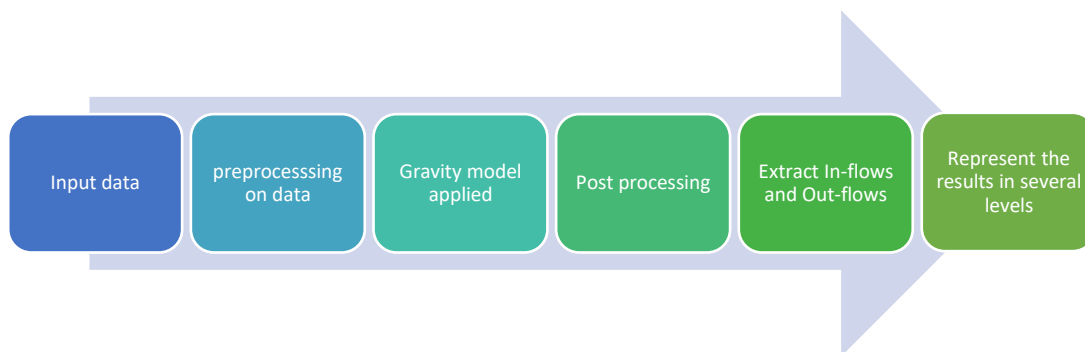 Input data
preprocesssing
on data
Gravity model
applied
Post processing
Extract In-flows
and Out-flows
Represent the
results in several
levels